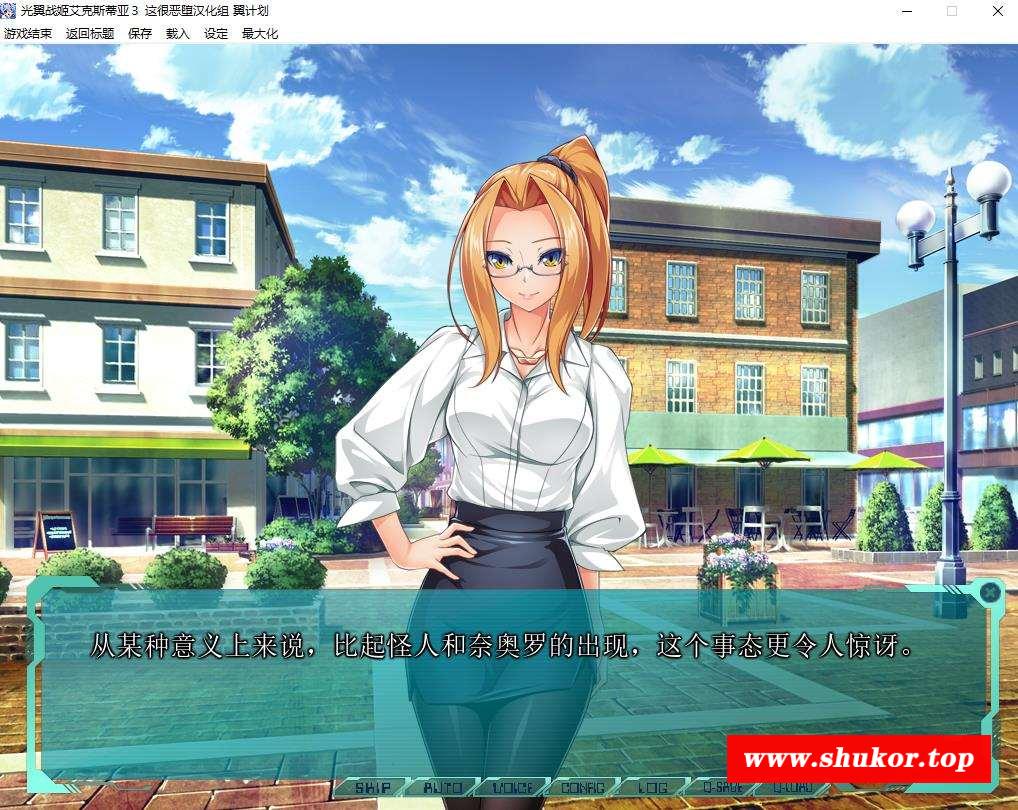 光翼战姬艾克斯蒂亚3 这很恶堕汉化组 翼计划
游戏结束 返回标题 保存 载入 设定 最大化
从某种意义上来说，比起怪人和奈奥罗的出现，这个事态更令人惊讶。
www.shukor.top
SKIP AUTO VOICE CONFIG LOG Q-SAVE Q-LOAD